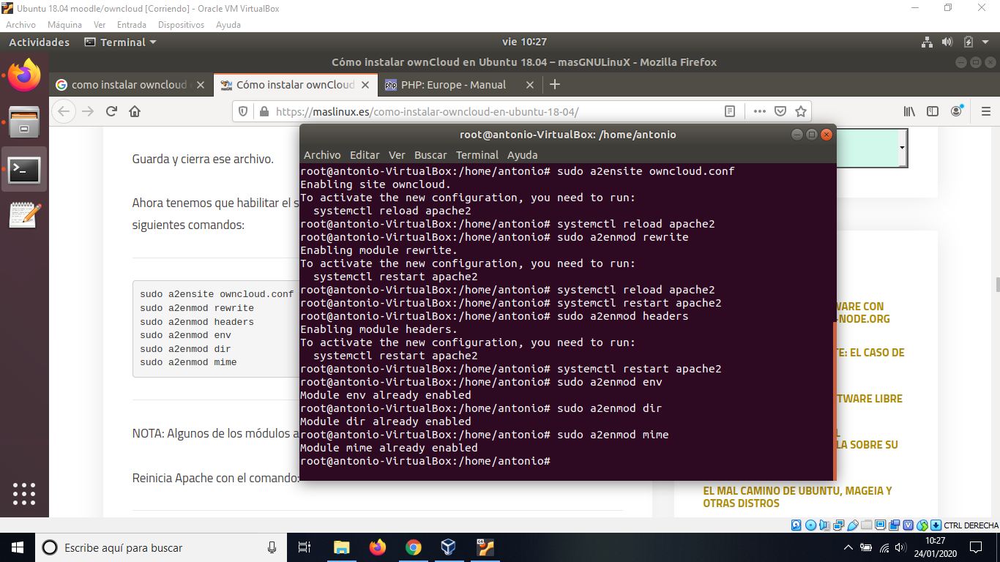 Ubuntu 18.04 moodle/owncloud [Corriendo] - Oracle VM VirtualBox
Archivo Máquina Ver Entrada Dispositivos Ayuda
Actividades Terminal vie 10:27
Cómo instalar ownCloud en Ubuntu 18.04 – masGNULinuX - Mozilla Firefox
como instalar owncloud Cómo instalar ownCloud PHP: Europe - Manual
https://maslinux.es/como-instalar-owncloud-en-ubuntu-18-04/
Guarda y cierra ese archivo.
Ahora tenemos que habilitar el s
siguientes comandos:
sudo a2ensite owncloud.conf
sudo a2enmod rewrite
sudo a2enmod headers
sudo a2enmod env
sudo a2enmod dir
sudo a2enmod mime
NOTA: Algunos de los módulos a
Reinicia Apache con el comando:
root@antonio-VirtualBox: /home/antonio
Archivo Editar Ver Buscar Terminal Ayuda
root@antonio-VirtualBox:/home/antonio# sudo a2ensite owncloud.conf
Enabling site owncloud.
To activate the new configuration, you need to run:
systemctl reload apache2
root@antonio-VirtualBox:/home/antonio# systemctl reload apache2
root@antonio-VirtualBox:/home/antonio# sudo a2enmod rewrite
Enabling module rewrite.
To activate the new configuration, you need to run:
systemctl restart apache2
root@antonio-VirtualBox:/home/antonio# systemctl reload apache2
root@antonio-VirtualBox:/home/antonio# systemctl restart apache2
root@antonio-VirtualBox:/home/antonio# sudo a2enmod headers
Enabling module headers.
To activate the new configuration, you need to run:
systemctl restart apache2
root@antonio-VirtualBox:/home/antonio# systemctl restart apache2
root@antonio-VirtualBox:/home/antonio# sudo a2enmod env
Module env already enabled
root@antonio-VirtualBox:/home/antonio# sudo a2enmod dir
Module dir already enabled
root@antonio-VirtualBox:/home/antonio# sudo a2enmod mime
Module mime already enabled
root@antonio-VirtualBox:/home/antonio#
WARE CON
-NODE.ORG
TE: EL CASO DE
TWARE LIBRE
LA SOBRE SU
EL MAL CAMINO DE UBUNTU, MAGEIA Y
OTRAS DISTROS
CTRL DERECHA
Escribe aquí para buscar
10:27
24/01/2020